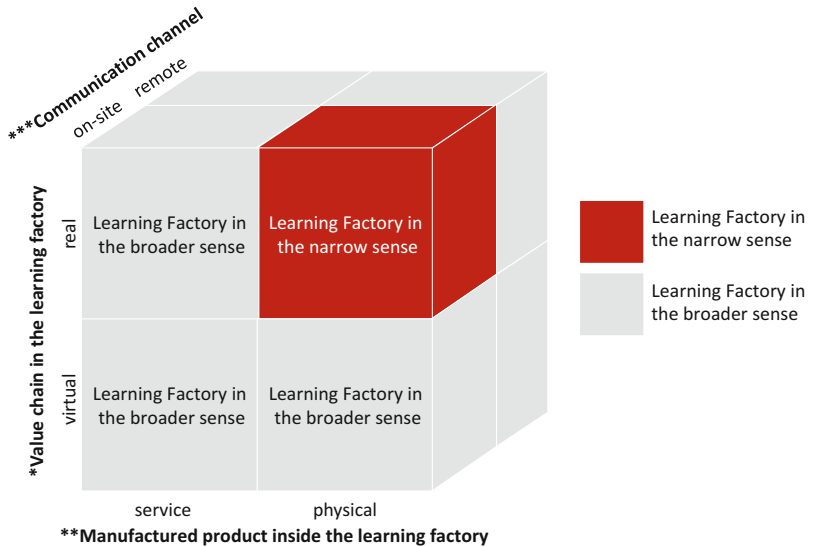 ***Communication channel
on-site remote
*Value chain in the learning factory
real
virtual
Learning Factory in
the broader sense
Learning Factory in
the narrow sense
Learning Factory in
the broader sense
Learning Factory in
the broader sense
service physical
**Manufactured product inside the learning factory
Learning Factory in
the narrow sense
Learning Factory in
the broader sense